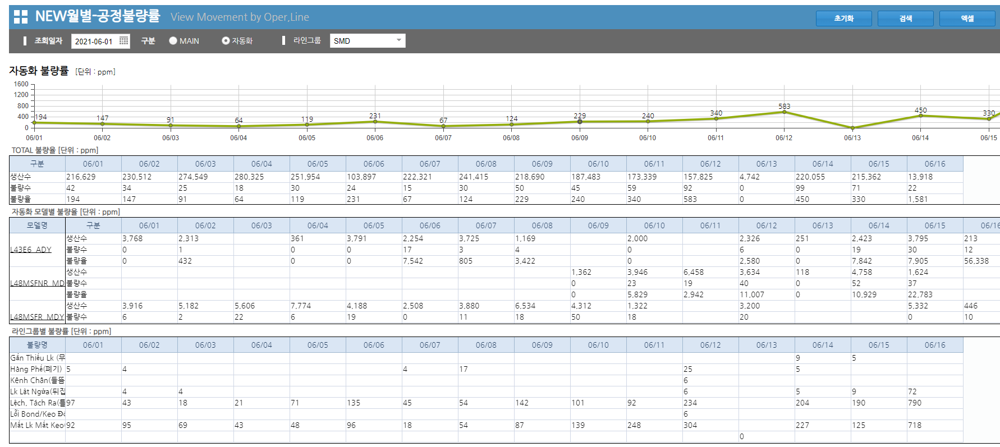 NEW월별-공정불량률 View Movement by Oper,Line 초기화 검색 엑셀
조회일자 2021-06-01 구분 MAIN 자동화 라인그룹 SMD
자동화 불량률 [단위 : ppm]
1600
1200
800
400
0
194 147 91 64 119 231 67 124 229 240 340 583 450 330
06/01 06/02 06/03 06/04 06/05 06/06 06/07 06/08 06/09 06/10 06/11 06/12 06/13 06/14 06/15
TOTAL 불량율 [단위 : ppm]
구분 06/01 06/02 06/03 06/04 06/05 06/06 06/07 06/08 06/09 06/10 06/11 06/12 06/13 06/14 06/15 06/16
생산수 216,629 230,512 274,549 280,325 251,954 103,897 222,321 241,415 218,690 187,483 173,339 157,825 4,742 220,055 215,362 13,918
불량수 42 34 25 18 30 24 15 30 50 45 59 92 0 99 71 22
불량율 194 147 91 64 119 231 67 124 229 240 340 583 0 450 330 1,581
자동화 모델별 불량율 [단위 : ppm]
모델명 구분 06/01 06/02 06/03 06/04 06/05 06/06 06/07 06/08 06/09 06/10 06/11 06/12 06/13 06/14 06/15 06/16
생산수 3,768 2,313 361 3,791 2,254 3,725 1,169 2,000 2,326 251 2,423 3,795 213
L43E6_ADY 불량수 0 1 0 0 17 3 4 0 6 0 19 30 12
불량율 0 432 0 0 7,542 805 3,422 0 2,580 0 7,842 7,905 56,338
생산수 1,362 3,946 6,458 3,634 118 4,758 1,624
L48MSFNR_MD 불량수 0 23 19 40 0 52 37
불량율 0 5,829 2,942 11,007 0 10,929 22,783
생산수 3,916 5,182 5,606 7,774 4,188 2,508 3,880 6,534 4,312 1,322 3,200 5,332 446
L48MSFR_MDY 불량수 6 2 22 6 19 0 11 18 50 18 20 0 10
라인그룹별 불량률 [단위 : ppm]
불량명 06/01 06/02 06/03 06/04 06/05 06/06 06/07 06/08 06/09 06/10 06/11 06/12 06/13 06/14 06/15 06/16
Gắn Thiếu Lk (무 9 5
Hàng Phế(폐기) 5 4 4 17 25 5
Kênh Chân(들뜸 6
Lk Lật Ngửa(뒤집 4 4 6 5 9 72
Lệch, Tách Ra(틀 97 43 18 21 71 135 45 54 142 101 92 234 204 190 790
Lỗi Bond/Keo Đỏ 6
Mất Lk Mất Keo 92 95 69 43 48 96 18 54 87 139 248 304 227 125 718
0